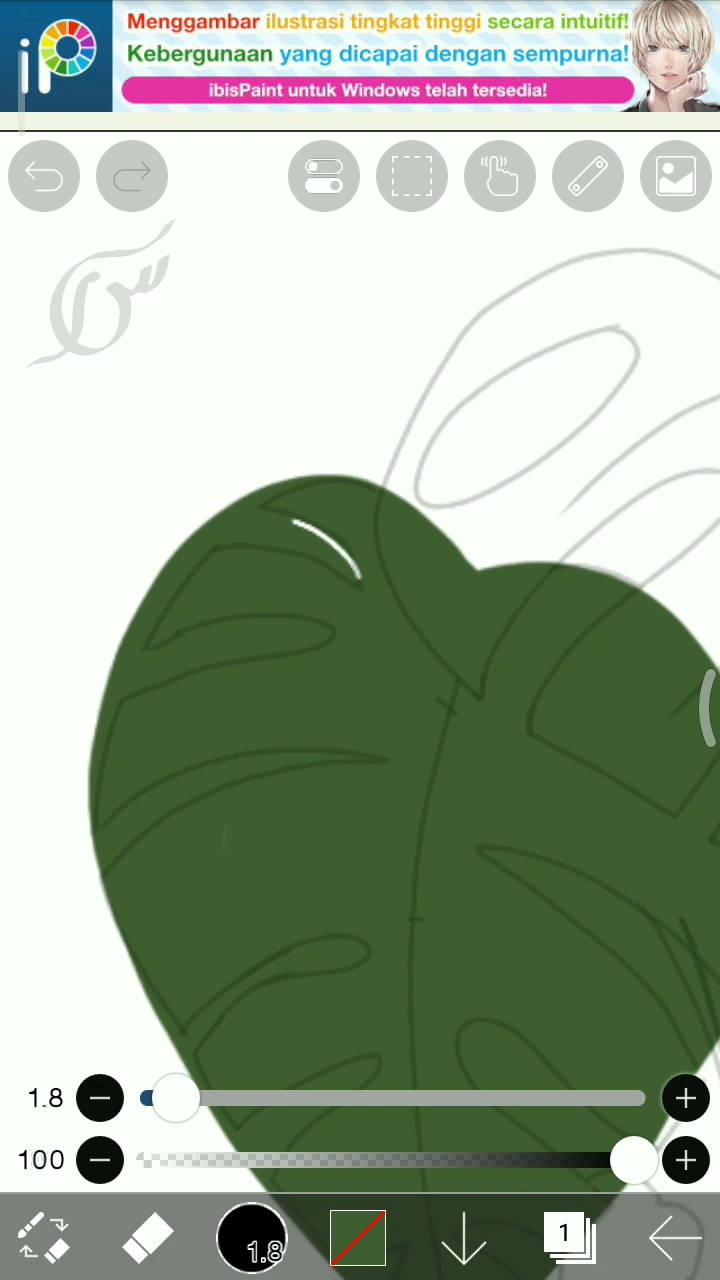 iP
Menggambar ilustrasi tingkat tinggi secara intuitif!
Kebergunaan yang dicapai dengan sempurna!
ibisPaint untuk Windows telah tersedia!
1.8
100
1.8
1